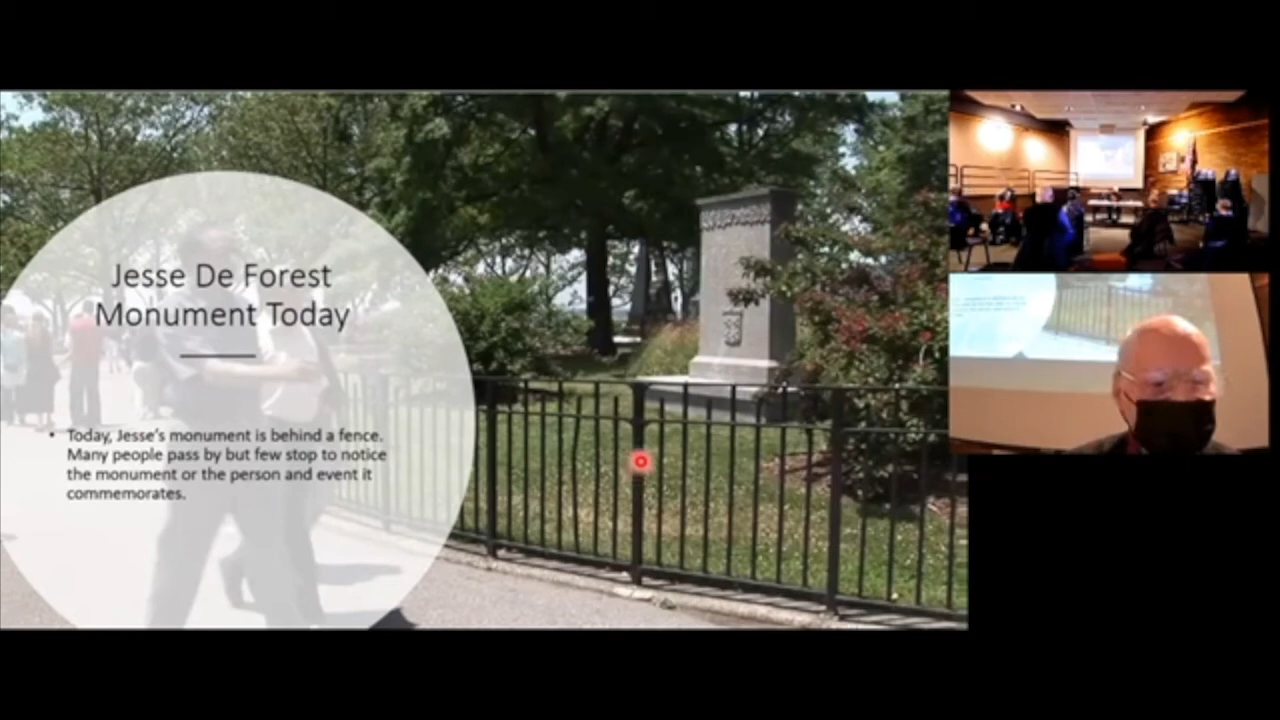 Jesse De Forest
Monument Today
• Today, Jesse's monument is behind a fence.
Many people pass by but few stop to notice
the monument or the person and event it
commemorates.